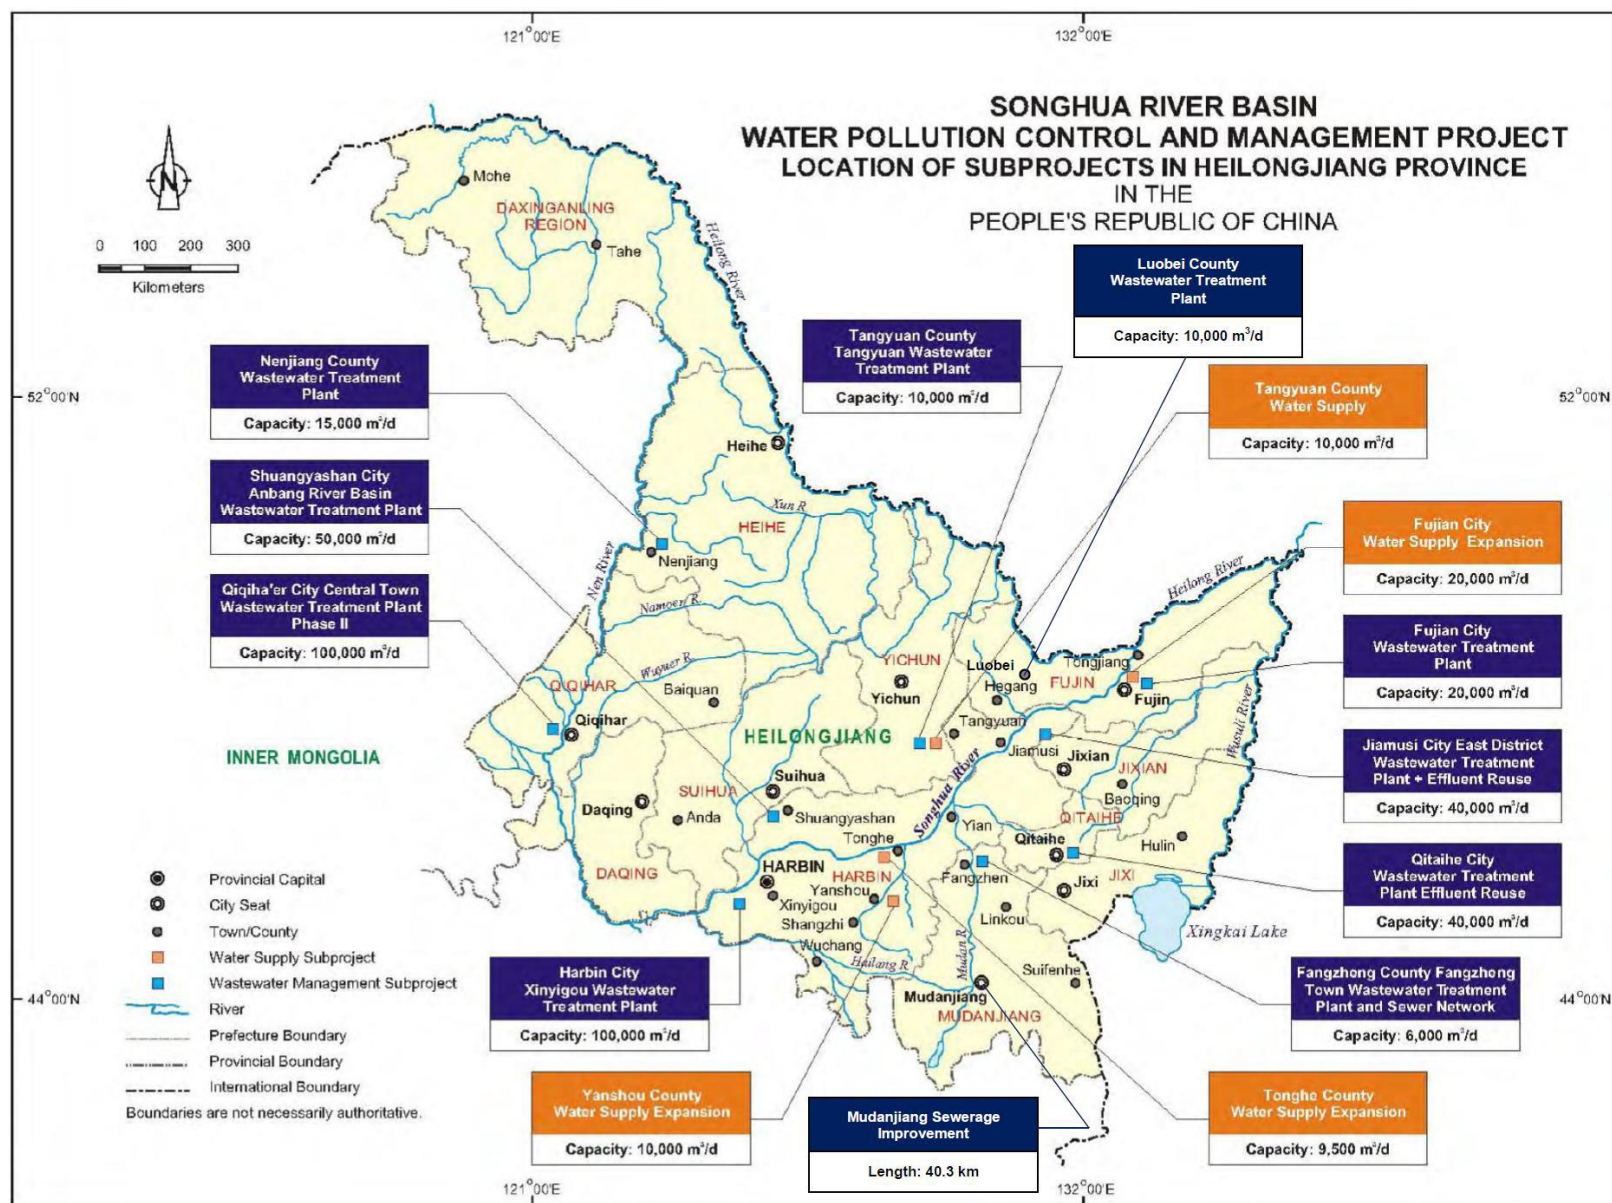 121°00'E
132°00'E
SONGHUA RIVER BASIN
WATER POLLUTION CONTROL AND MANAGEMENT PROJECT
LOCATION OF SUBPROJECTS IN HEILONGJIANG PROVINCE
IN THE
PEOPLE'S REPUBLIC OF CHINA
N
0 100 200 300
Kilometers
Mohe
DAXINGANLING
REGION
Tahe
Heilong River
Luobei County
Wastewater Treatment
Plant
Capacity: 10,000 m³/d
Tangyuan County
Tangyuan Wastewater
Treatment Plant
Capacity: 10,000 m³/d
Nenjiang County
Wastewater Treatment
Plant
Capacity: 15,000 m³/d
Tangyuan County
Water Supply
Capacity: 10,000 m³/d
52°00'N
52°00'N
Heihe
Shuangyashan City
Anbang River Basin
Wastewater Treatment Plant
Capacity: 50,000 m³/d
Xun R
HEIHE
Nenjiang
Nen River
Fujian City
Water Supply Expansion
Capacity: 20,000 m³/d
Heilong River
Qiqiha'er City Central Town
Wastewater Treatment Plant
Phase II
Capacity: 100,000 m³/d
Namoer R.
Wuyuer R.
Fujian City
Wastewater Treatment
Plant
Capacity: 20,000 m³/d
YICHUN
Luobei
Hegang
Tongjiang
FUJIN
Fujin
QIQIHAR
Baiquan
Yichun
Qiqihar
Tangyuan
Jiamusi
Wusuli River
HEILONGJIANG
INNER MONGOLIA
Jiamusi City East District
Wastewater Treatment
Plant + Effluent Reuse
Capacity: 40,000 m³/d
Jixian
JIXIAN
Baoqing
Suihua
SUIHUA
Songhua River
Daqing
Anda
Shuangyashan
Tonghe
Yian
QITAIHE
Qitaihe
Hulin
HARBIN
DAQING
HARBIN
Yanshou
Xinyigou
Shangzhi
Wuchang
Fangzhen
Jixi
JIXI
Linkou
Qitaihe City
Wastewater Treatment
Plant Effluent Reuse
Capacity: 40,000 m³/d
Xingkai Lake
Hailang R
Mudan R
Suifenhe
Mudanjiang
MUDANJIANG
Provincial Capital
City Seat
Town/County
Water Supply Subproject
Wastewater Management Subproject
River
Prefecture Boundary
Provincial Boundary
International Boundary
Boundaries are not necessarily authoritative.
Harbin City
Xinyigou Wastewater
Treatment Plant
Capacity: 100,000 m³/d
Fangzheng County Fangzheng
Town Wastewater Treatment
Plant and Sewer Network
Capacity: 6,000 m³/d
44°00'N
44°00'N
Yanshou County
Water Supply Expansion
Capacity: 10,000 m³/d
Mudanjiang Sewerage
Improvement
Length: 40.3 km
Tonghe County
Water Supply Expansion
Capacity: 9,500 m³/d
121°00'E
132°00'E